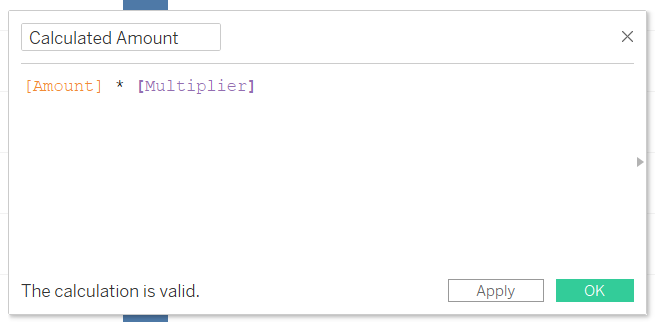 Calculated Amount
[Amount] * [Multiplier]
The calculation is valid.
Apply
OK